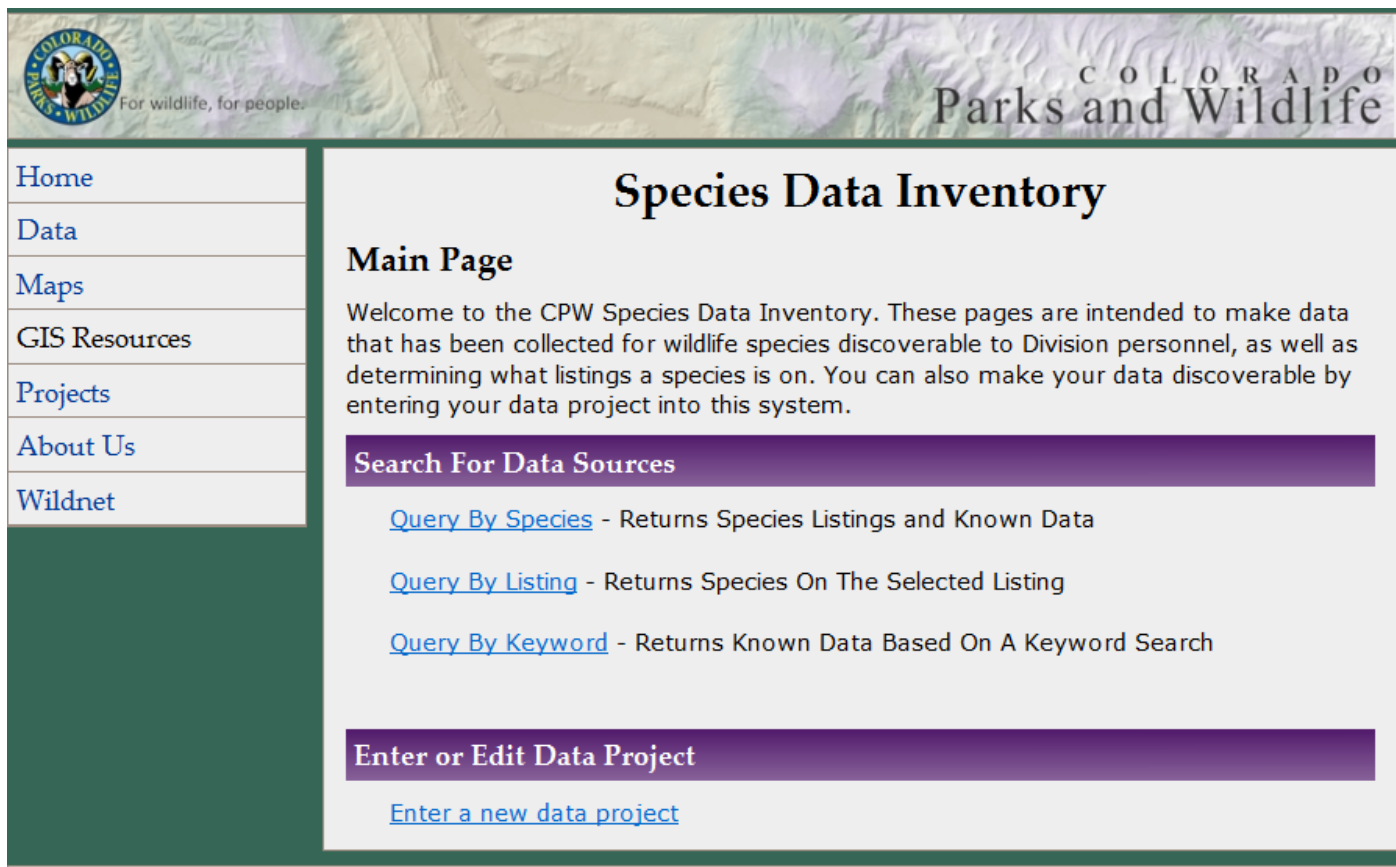 COLORADO
PARKS • WILDLIFE
For wildlife, for people.
COLORADO
Parks and Wildlife
Home
Data
Maps
GIS Resources
Projects
About Us
Wildnet
Species Data Inventory
Main Page
Welcome to the CPW Species Data Inventory. These pages are intended to make data
that has been collected for wildlife species discoverable to Division personnel, as well as
determining what listings a species is on. You can also make your data discoverable by
entering your data project into this system.
Search For Data Sources
Query By Species - Returns Species Listings and Known Data
Query By Listing - Returns Species On The Selected Listing
Query By Keyword - Returns Known Data Based On A Keyword Search
Enter or Edit Data Project
Enter a new data project